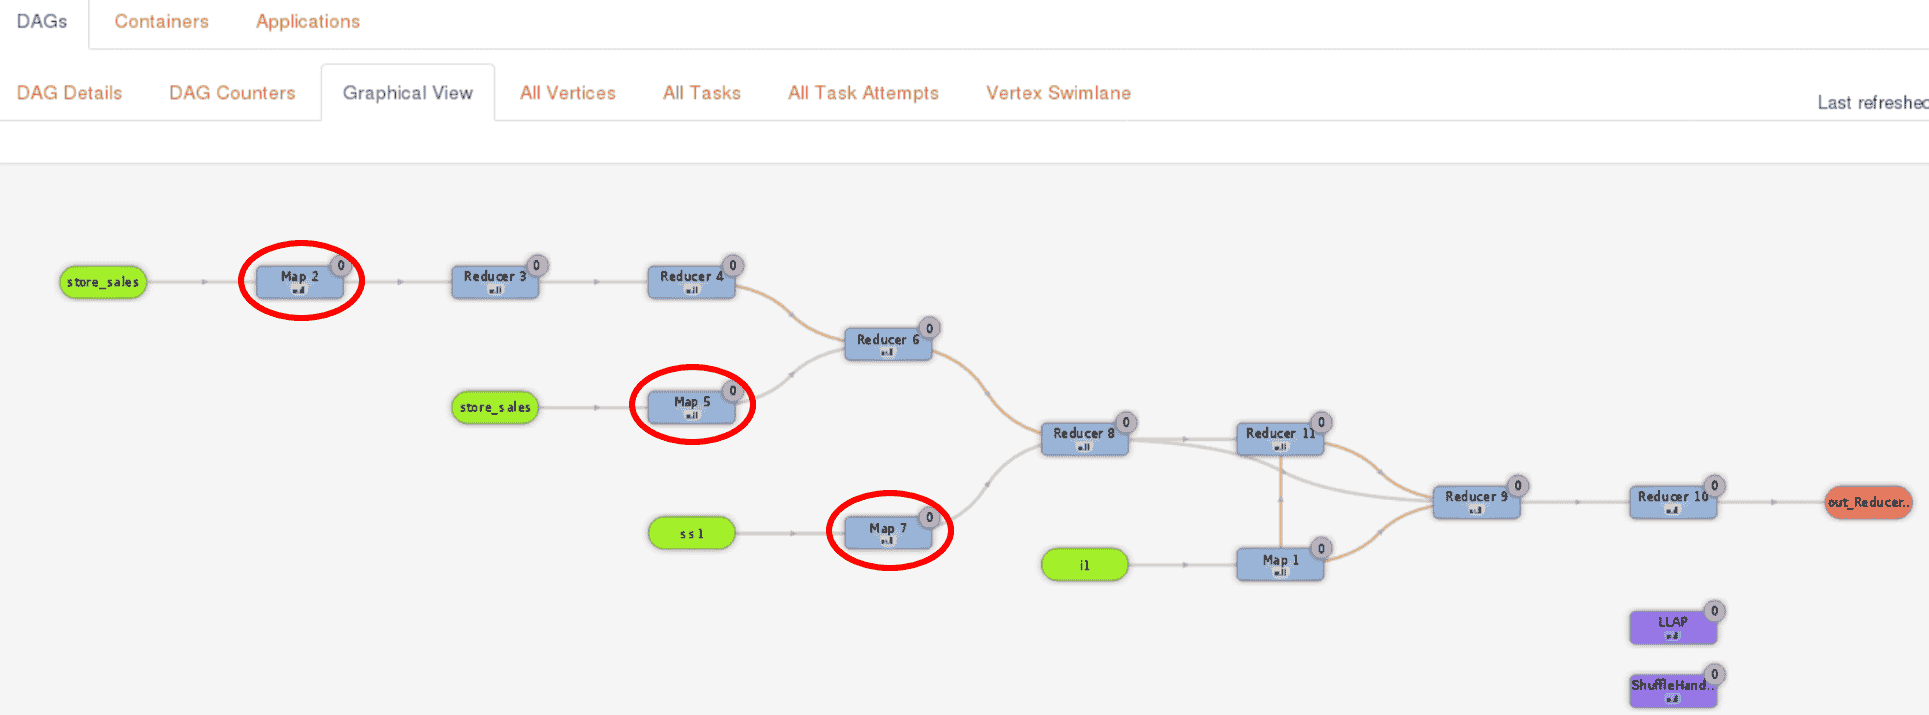 DAGs Containers Applications
DAG Details DAG Counters Graphical View All Vertices All Tasks All Task Attempts Vertex Swimlane
Last refreshed
store_sales
Map 2
0
Reducer 3
0
Reducer 4
0
Reducer 6
0
store_sales
Map 5
0
Reducer 8
0
Reducer 11
0
ss1
Map 7
0
Reducer 9
0
Reducer 10
0
out_Reducer..
i1
Map 1
0
LLAP
0
ShuffleHand..
0